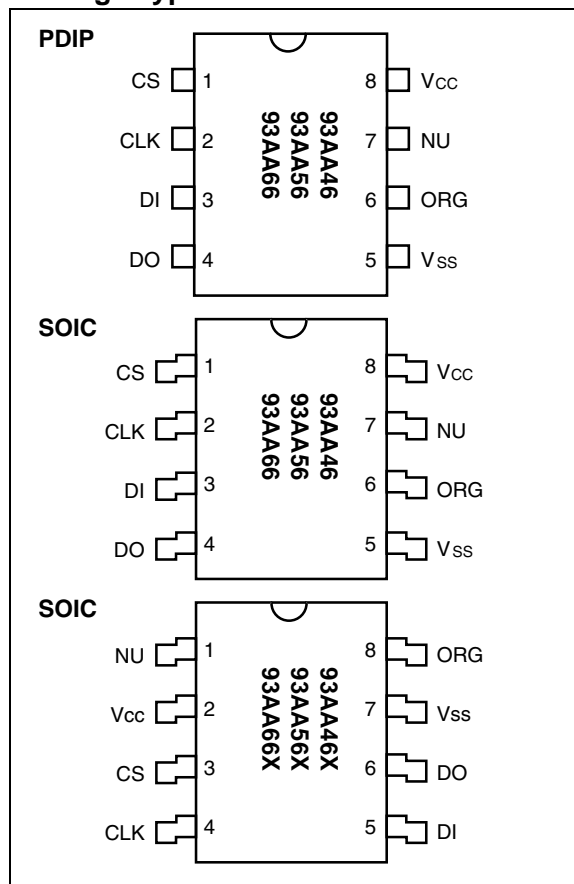 PDIP
CS 1 8 VCC
CLK 2 7 NU
DI 3 6 ORG
DO 4 5 VSS
93AA46
93AA56
93AA66
SOIC
CS 1 8 VCC
CLK 2 7 NU
DI 3 6 ORG
DO 4 5 VSS
93AA46
93AA56
93AA66
SOIC
NU 1 8 ORG
Vcc 2 7 Vss
CS 3 6 DO
CLK 4 5 DI
93AA46X
93AA56X
93AA66X